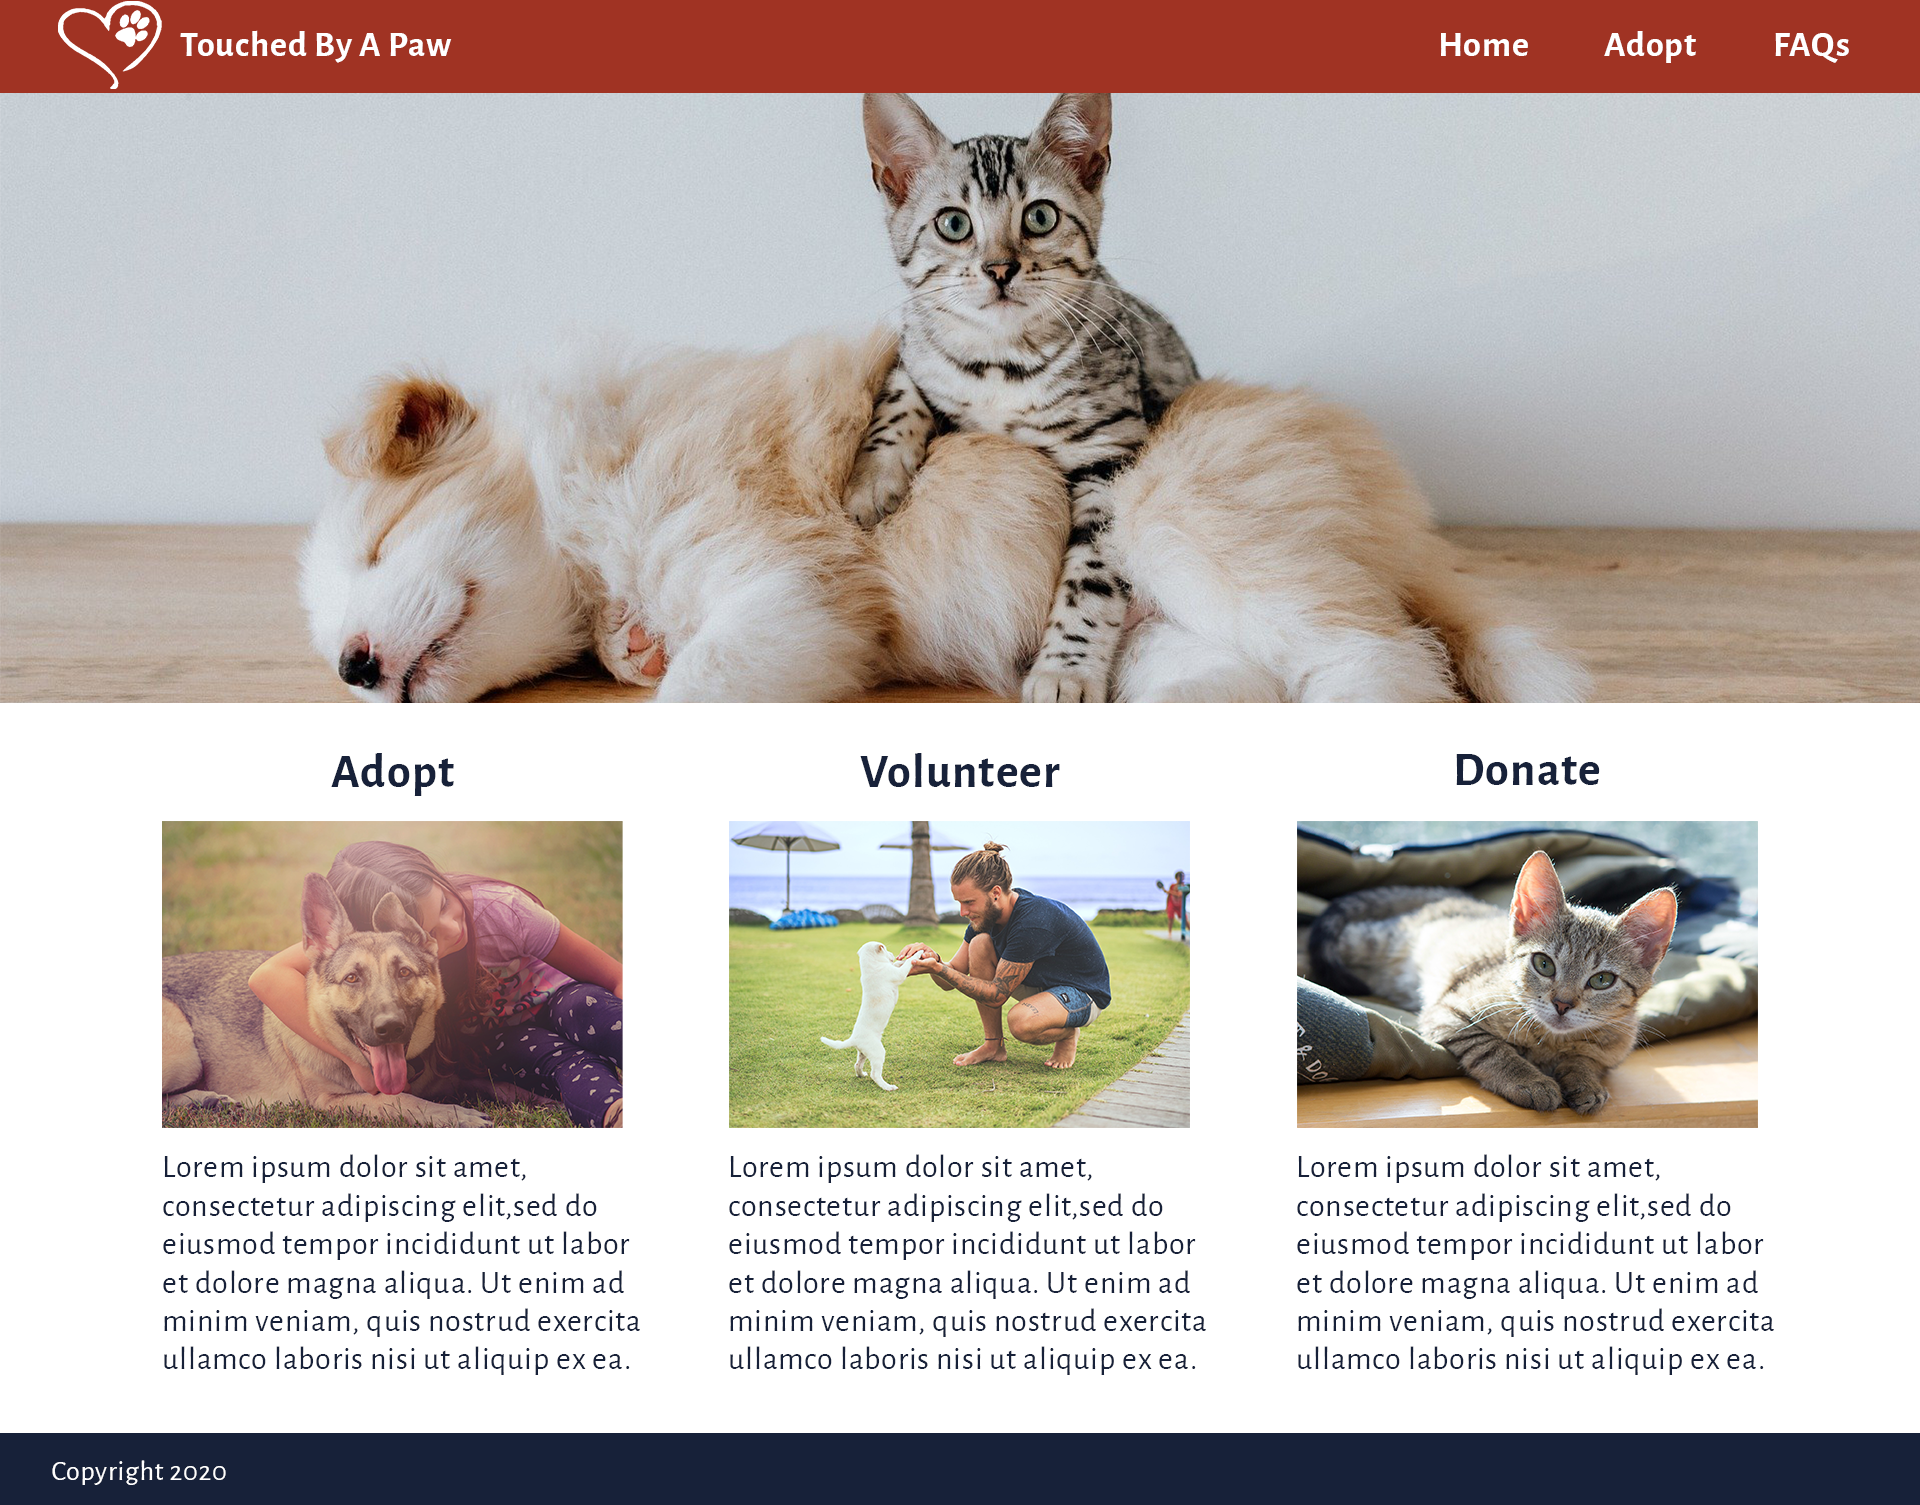 Touched By A Paw
Home
Adopt
FAQs
Adopt
Volunteer
Donate
Lorem ipsum dolor sit amet,
consectetur adipiscing elit,sed do
eiusmod tempor incididunt ut labor
et dolore magna aliqua. Ut enim ad
minim veniam, quis nostrud exercita
ullamco laboris nisi ut aliquip ex ea.
Lorem ipsum dolor sit amet,
consectetur adipiscing elit,sed do
eiusmod tempor incididunt ut labor
et dolore magna aliqua. Ut enim ad
minim veniam, quis nostrud exercita
ullamco laboris nisi ut aliquip ex ea.
Lorem ipsum dolor sit amet,
consectetur adipiscing elit,sed do
eiusmod tempor incididunt ut labor
et dolore magna aliqua. Ut enim ad
minim veniam, quis nostrud exercita
ullamco laboris nisi ut aliquip ex ea.
Copyright 2020